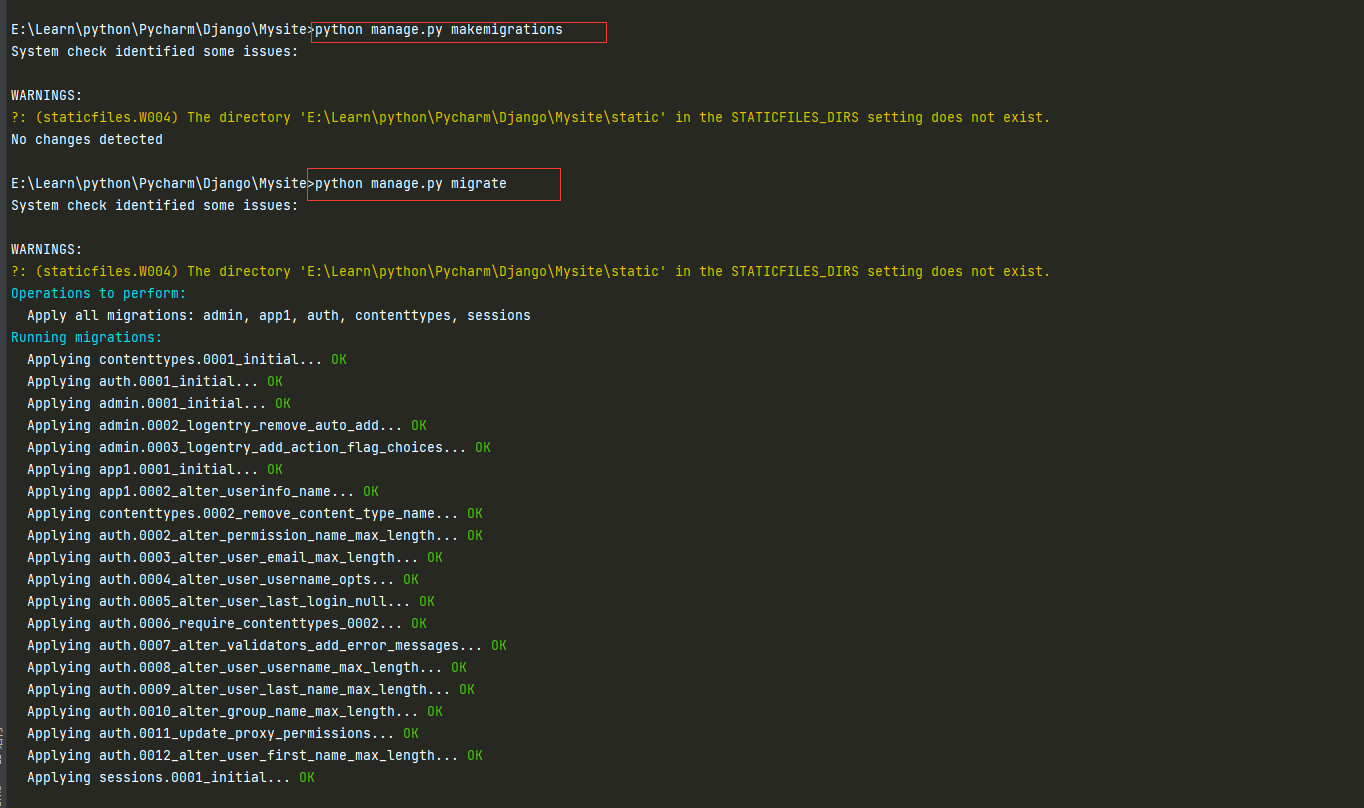 E:\Learn\python\Pycharm\Django\Mysite>python manage.py makemigrations
System check identified some issues:
WARNINGS:
?: (staticfiles.W004) The directory 'E:\Learn\python\Pycharm\Django\Mysite\static' in the STATICFILES_DIRS setting does not exist.
No changes detected
E:\Learn\python\Pycharm\Django\Mysite>python manage.py migrate
System check identified some issues:
WARNINGS:
?: (staticfiles.W004) The directory 'E:\Learn\python\Pycharm\Django\Mysite\static' in the STATICFILES_DIRS setting does not exist.
Operations to perform:
  Apply all migrations: admin, app1, auth, contenttypes, sessions
Running migrations:
  Applying contenttypes.0001_initial... OK
  Applying auth.0001_initial... OK
  Applying admin.0001_initial... OK
  Applying admin.0002_logentry_remove_auto_add... OK
  Applying admin.0003_logentry_add_action_flag_choices... OK
  Applying app1.0001_initial... OK
  Applying app1.0002_alter_userinfo_name... OK
  Applying contenttypes.0002_remove_content_type_name... OK
  Applying auth.0002_alter_permission_name_max_length... OK
  Applying auth.0003_alter_user_email_max_length... OK
  Applying auth.0004_alter_user_username_opts... OK
  Applying auth.0005_alter_user_last_login_null... OK
  Applying auth.0006_require_contenttypes_0002... OK
  Applying auth.0007_alter_validators_add_error_messages... OK
  Applying auth.0008_alter_user_username_max_length... OK
  Applying auth.0009_alter_user_last_name_max_length... OK
  Applying auth.0010_alter_group_name_max_length... OK
  Applying auth.0011_update_proxy_permissions... OK
  Applying auth.0012_alter_user_first_name_max_length... OK
  Applying sessions.0001_initial... OK